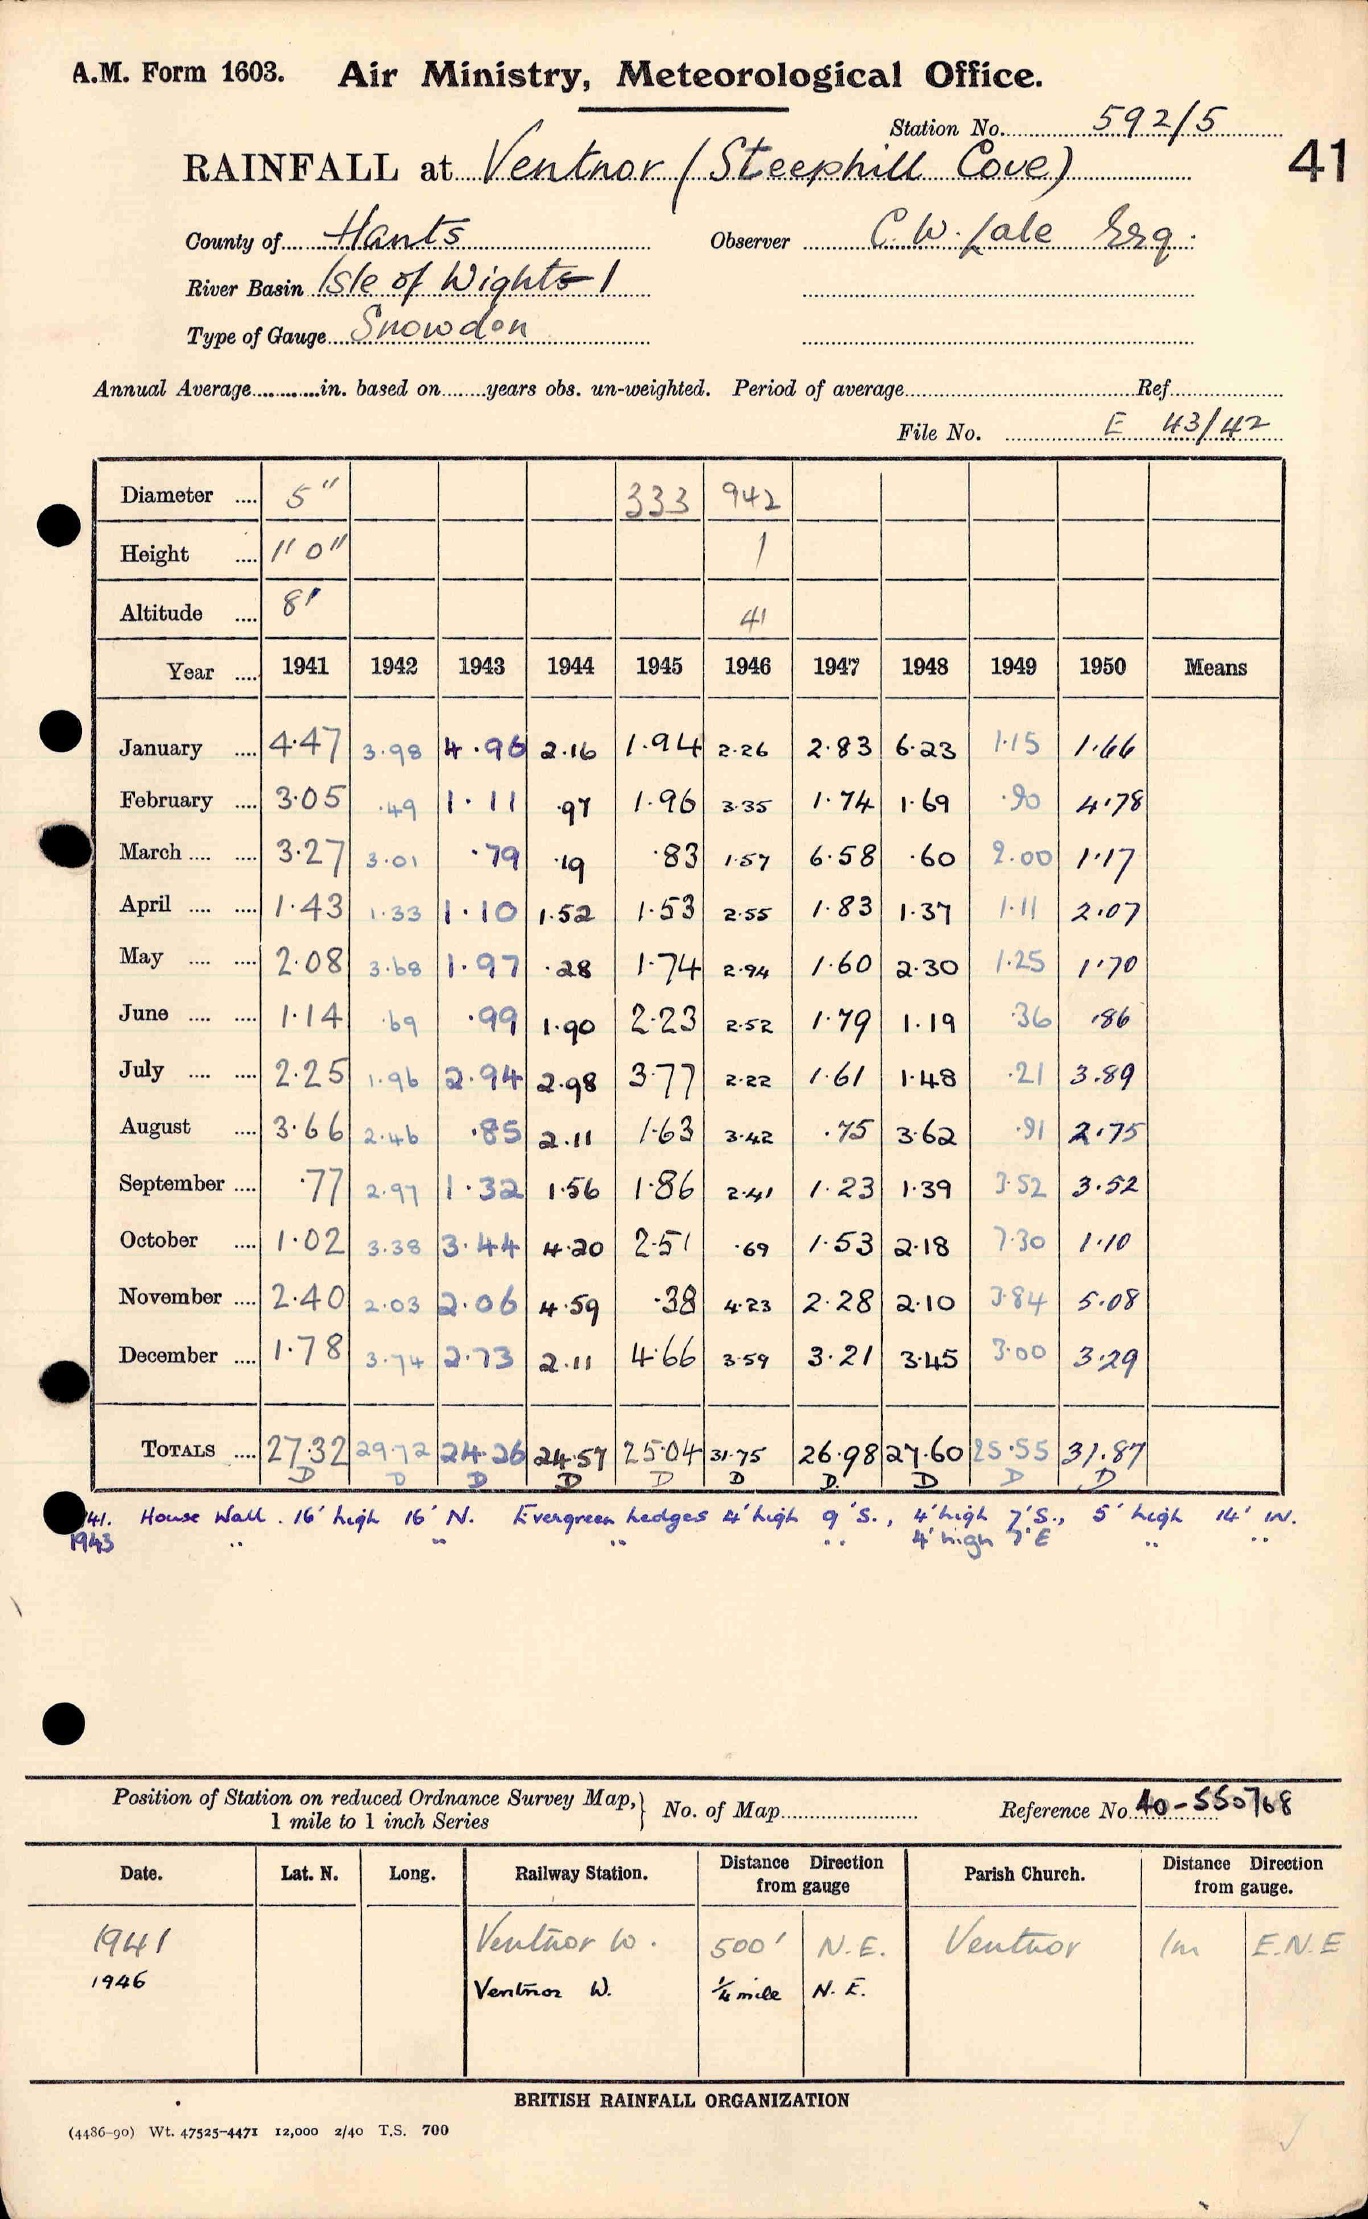 A.M. Form 1603. Air Ministry, Meteorological Office.
Station No. 592/5
41
RAINFALL at Ventnor (Steephill Cove)
County of Hants Observer C.W. Lale Esq.
River Basin Isle of Wight 1
Type of Gauge Snowdon
Annual Average in. based on years obs. un-weighted. Period of average Ref
File No. E 43/42
Diameter 5" 333 942
Height 1' 0" 1
Altitude 8' 41
Year 1941 1942 1943 1944 1945 1946 1947 1948 1949 1950 Means
January 4.47 3.98 4.96 2.16 1.94 2.26 2.83 6.23 1.15 1.66
February 3.05 .49 1.11 .97 1.96 3.35 1.74 1.69 .90 4.78
March 3.27 3.01 .79 .19 .83 1.57 6.58 .60 2.00 1.17
April 1.43 1.33 1.10 1.52 1.53 2.55 1.83 1.37 1.11 2.07
May 2.08 3.68 1.97 .28 1.74 2.94 1.60 2.30 1.25 1.70
June 1.14 .69 .99 1.90 2.23 2.52 1.79 1.19 .36 .86
July 2.25 1.96 2.94 2.98 3.77 2.22 1.61 1.48 .21 3.89
August 3.66 2.46 .85 2.11 1.63 3.42 .75 3.62 .91 2.75
September .77 2.97 1.32 1.56 1.86 2.41 1.23 1.39 3.52 3.52
October 1.02 3.38 3.44 4.20 2.51 .69 1.53 2.18 7.30 1.10
November 2.40 2.03 2.06 4.59 .38 4.23 2.28 2.10 3.84 5.08
December 1.78 3.74 2.73 2.11 4.66 3.59 3.21 3.45 3.00 3.29
TOTALS 27.32 29.72 24.26 24.57 25.04 31.75 26.98 27.60 25.55 31.87
D D D D D D D. D D D
41. House Wall. 16' high 16' N. Evergreen hedges 4' high 9' S., 4' high 7' S., 5' high 14' W.
1943 " " " " 4' high 7' E " "
Position of Station on reduced Ordnance Survey Map, } No. of Map Reference No. 40-550768
1 mile to 1 inch Series
Date. Lat. N. Long. Railway Station. Distance Direction from gauge Parish Church. Distance Direction from gauge.
1941 Ventnor W. 500' N.E. Ventnor 1m E.N.E
1946 Ventnor W. ¼ mile N.E.
BRITISH RAINFALL ORGANIZATION
(4486-90) Wt. 47525-4471 12,000 2/40 T.S. 700